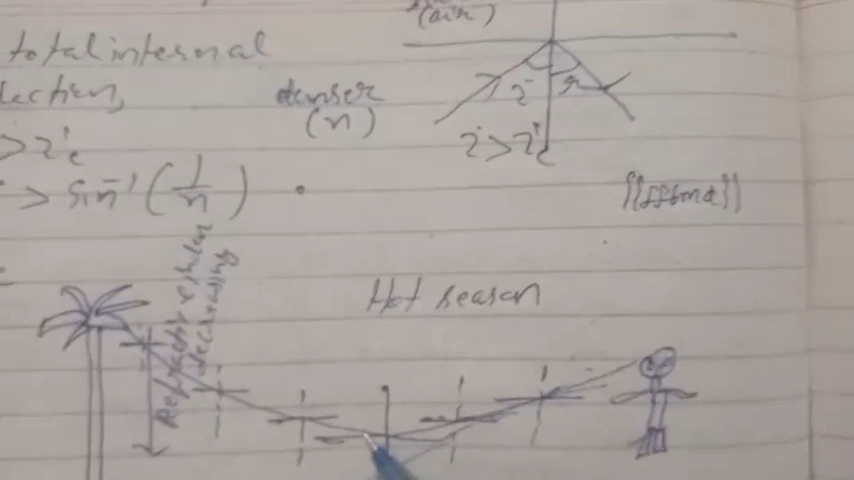 (air)
total internal
lection,
denser
(n)
i
r
i > i'c
> i'c
> Sin⁻¹ (1/n)
Refractive index
decreasing
Hot season